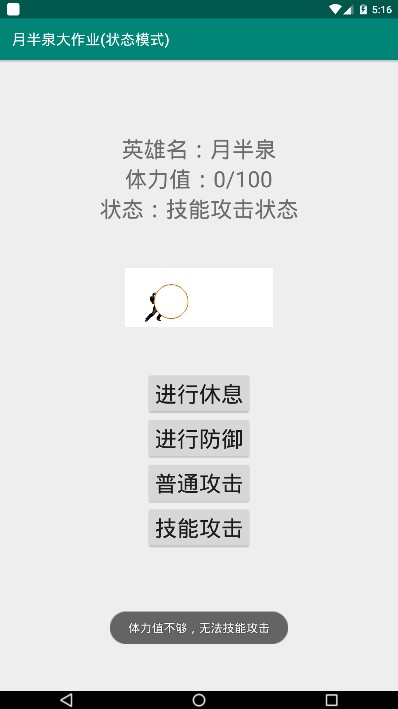 5:16
月半泉大作业(状态模式)
英雄名：月半泉
体力值：0/100
状态：技能攻击状态
进行休息
进行防御
普通攻击
技能攻击
体力值不够，无法技能攻击